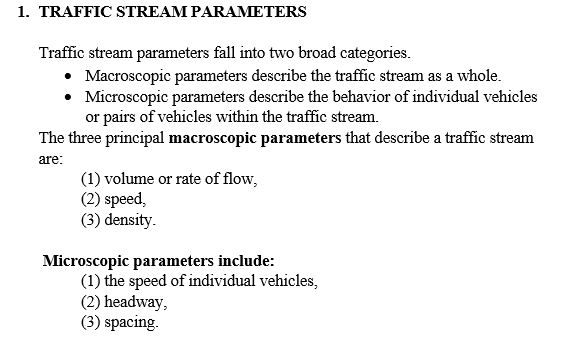 1. TRAFFIC STREAM PARAMETERS
Traffic stream parameters fall into two broad categories.
• Macroscopic parameters describe the traffic stream as a whole.
• Microscopic parameters describe the behavior of individual vehicles
or pairs of vehicles within the traffic stream.
The three principal macroscopic parameters that describe a traffic stream
are:
(1) volume or rate of flow,
(2) speed,
(3) density.
Microscopic parameters include:
(1) the speed of individual vehicles,
(2) headway,
(3) spacing.